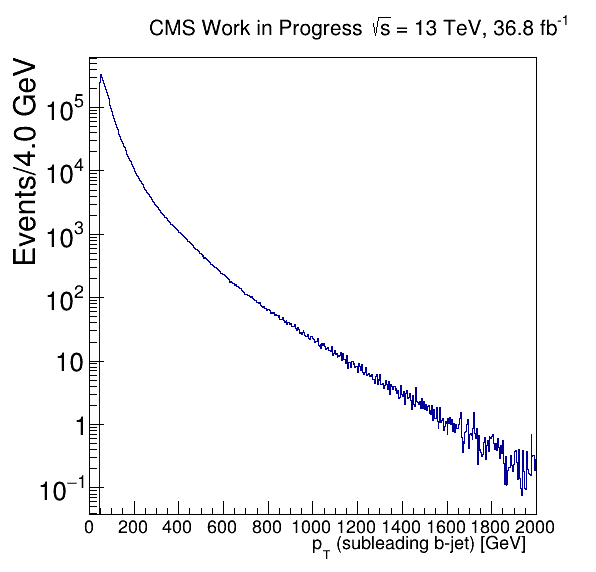 CMS Work in Progress √s = 13 TeV, 36.8 fb⁻¹
Events/4.0 GeV
10⁵
10⁴
10³
10²
10
1
10⁻¹
0 200 400 600 800 1000 1200 1400 1600 1800 2000
p_T (subleading b-jet) [GeV]